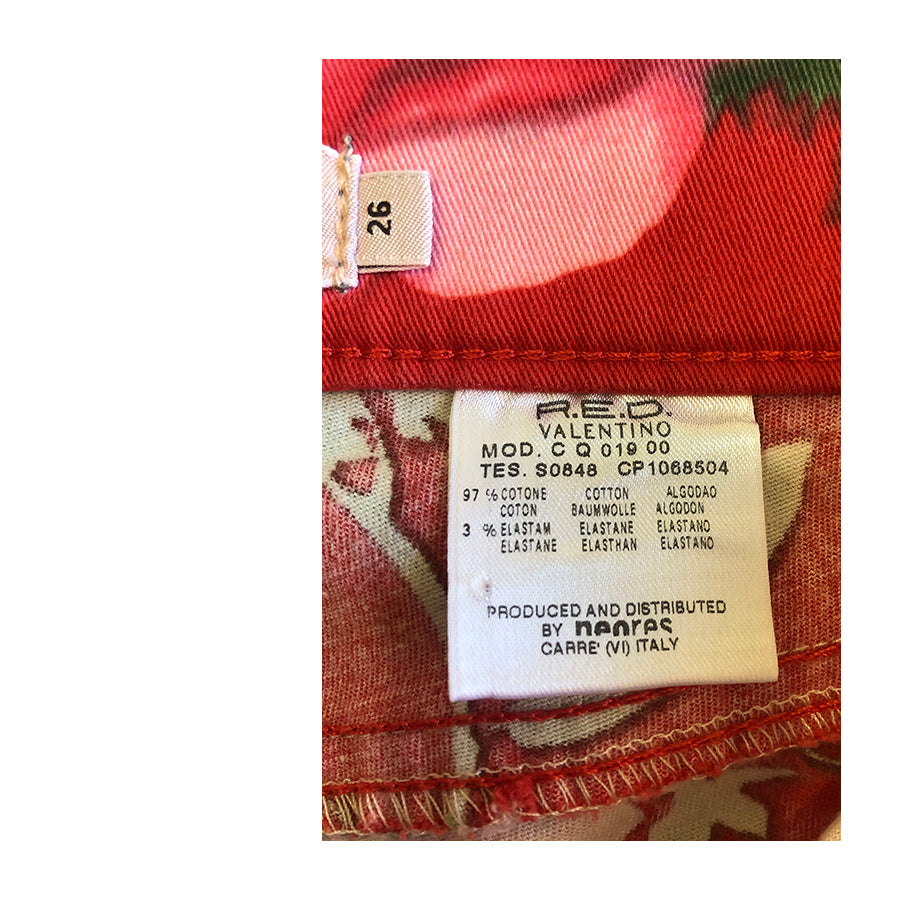 26
R.E.D.
VALENTINO
MOD. C Q 019 00
TES. S0848 CP1068504
97 % COTONE COTTON ALGODAO
COTON BAUMWOLLE ALGODON
3 % ELASTAM ELASTANE ELASTANO
ELASTANE ELASTHAN ELASTANO
PRODUCED AND DISTRIBUTED
BY neores
CARRE' (VI) ITALY